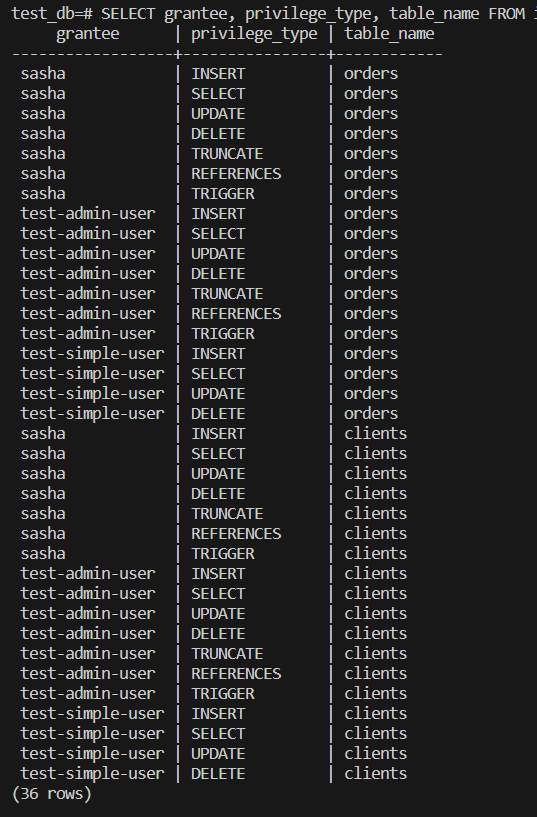 test_db=# SELECT grantee, privilege_type, table_name FROM
     grantee      | privilege_type | table_name
------------------+----------------+------------
 sasha            | INSERT         | orders
 sasha            | SELECT         | orders
 sasha            | UPDATE         | orders
 sasha            | DELETE         | orders
 sasha            | TRUNCATE       | orders
 sasha            | REFERENCES     | orders
 sasha            | TRIGGER        | orders
 test-admin-user  | INSERT         | orders
 test-admin-user  | SELECT         | orders
 test-admin-user  | UPDATE         | orders
 test-admin-user  | DELETE         | orders
 test-admin-user  | TRUNCATE       | orders
 test-admin-user  | REFERENCES     | orders
 test-admin-user  | TRIGGER        | orders
 test-simple-user | INSERT         | orders
 test-simple-user | SELECT         | orders
 test-simple-user | UPDATE         | orders
 test-simple-user | DELETE         | orders
 sasha            | INSERT         | clients
 sasha            | SELECT         | clients
 sasha            | UPDATE         | clients
 sasha            | DELETE         | clients
 sasha            | TRUNCATE       | clients
 sasha            | REFERENCES     | clients
 sasha            | TRIGGER        | clients
 test-admin-user  | INSERT         | clients
 test-admin-user  | SELECT         | clients
 test-admin-user  | UPDATE         | clients
 test-admin-user  | DELETE         | clients
 test-admin-user  | TRUNCATE       | clients
 test-admin-user  | REFERENCES     | clients
 test-admin-user  | TRIGGER        | clients
 test-simple-user | INSERT         | clients
 test-simple-user | SELECT         | clients
 test-simple-user | UPDATE         | clients
 test-simple-user | DELETE         | clients
(36 rows)